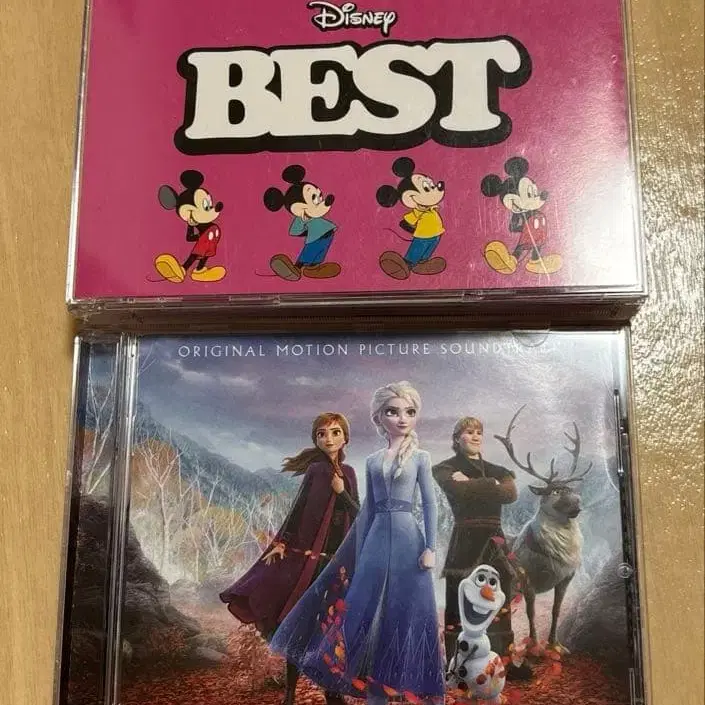 Disney
BEST
ORIGINAL MOTION PICTURE SOUNDTRACK